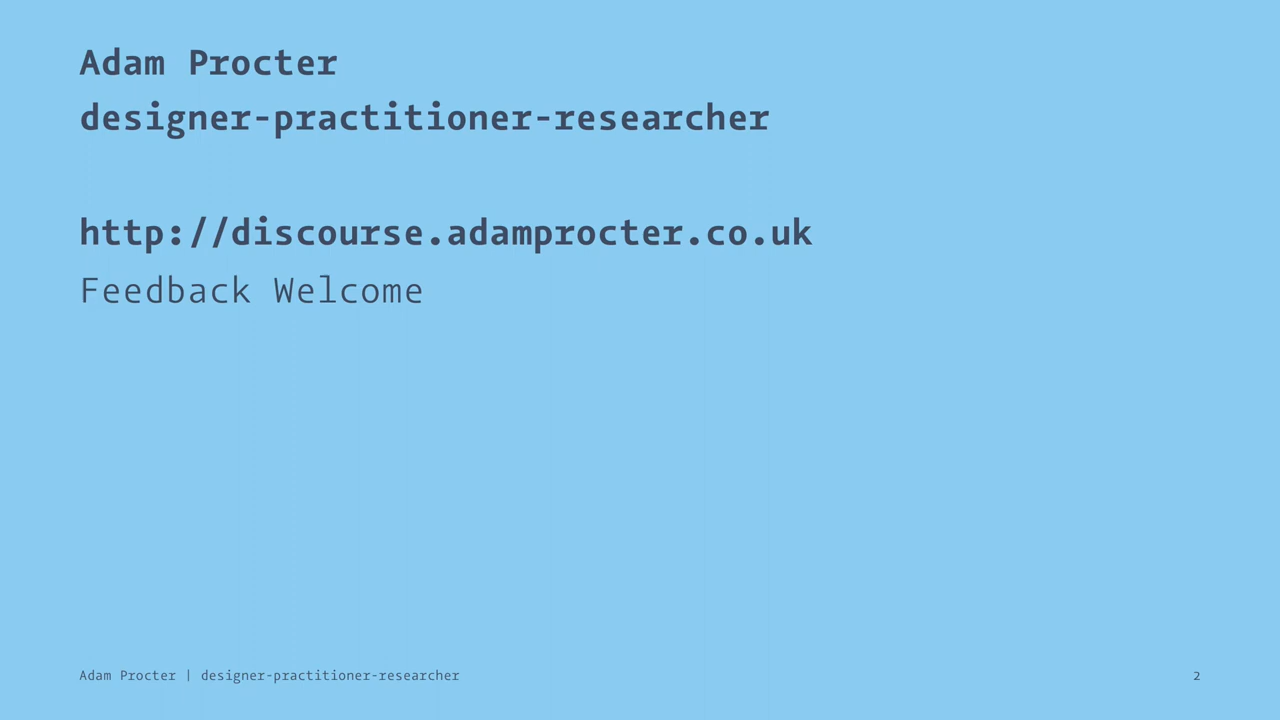 Adam Procter
designer-practitioner-researcher
http://discourse.adamprocter.co.uk
Feedback Welcome
Adam Procter | designer-practitioner-researcher
2